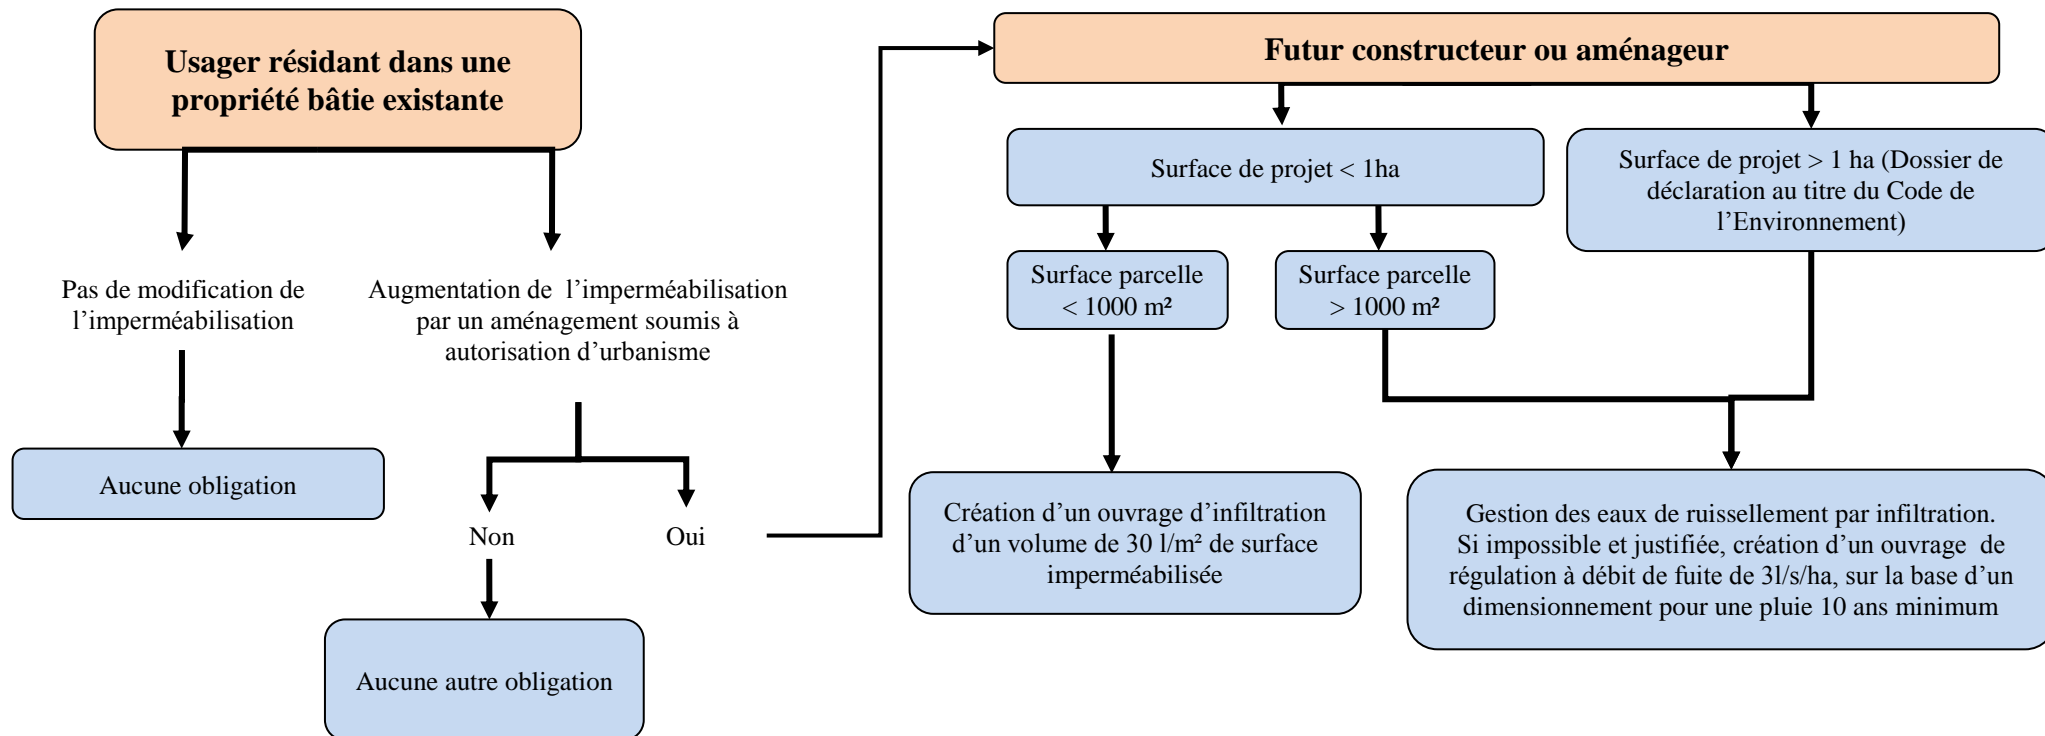 Usager résidant dans une
propriété bâtie existante
Pas de modification de
l’imperméabilisation
Augmentation de l’imperméabilisation
par un aménagement soumis à
autorisation d’urbanisme
Aucune obligation
Non
Oui
Aucune autre obligation
Futur constructeur ou aménageur
Surface de projet < 1ha
Surface de projet > 1 ha (Dossier de
déclaration au titre du Code de
l’Environnement)
Surface parcelle
< 1000 m²
Surface parcelle
> 1000 m²
Création d’un ouvrage d’infiltration
d’un volume de 30 l/m² de surface
imperméabilisée
Gestion des eaux de ruissellement par infiltration.
Si impossible et justifiée, création d’un ouvrage de
régulation à débit de fuite de 3l/s/ha, sur la base d’un
dimensionnement pour une pluie 10 ans minimum